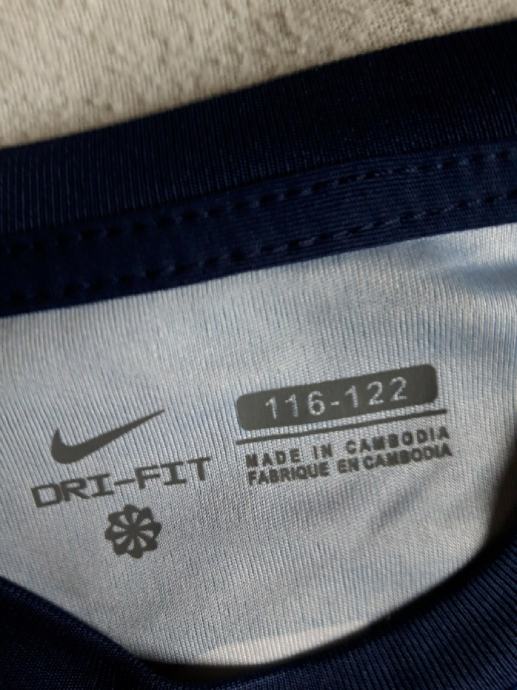 116-122
MADE IN CAMBODIA
FABRIQUE EN CAMBODIA
DRI-FIT